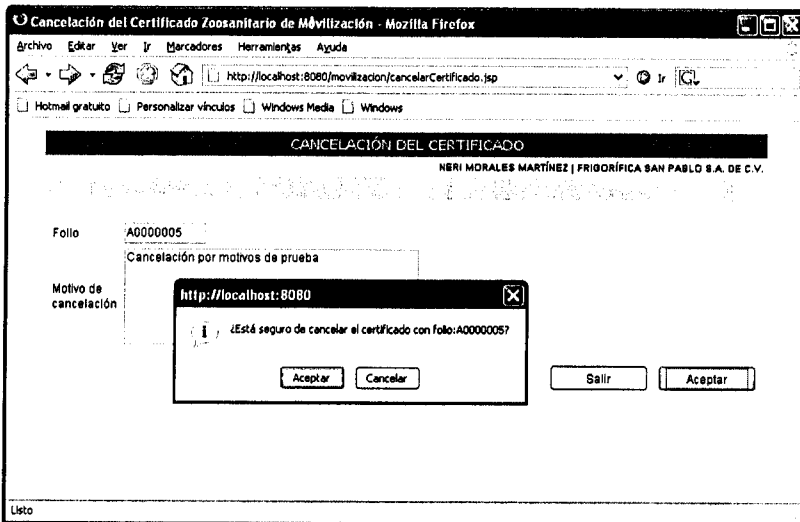 Cancelación del Certificado Zoosanitario de Movilización - Mozilla Firefox
Archivo Editar Ver Ir Marcadores Herramientas Ayuda
http://localhost:8080/movilizacion/cancelarCertificado.jsp Ir
Hotmail gratuito Personalizar vínculos Windows Media Windows
CANCELACIÓN DEL CERTIFICADO
NERI MORALES MARTÍNEZ | FRIGORÍFICA SAN PABLO S.A. DE C.V.
Folio A0000005
Cancelación por motivos de prueba
Motivo de
cancelación
http://localhost:8080
¿Está seguro de cancelar el certificado con folio:A0000005?
Aceptar Cancelar
Salir Aceptar
Listo